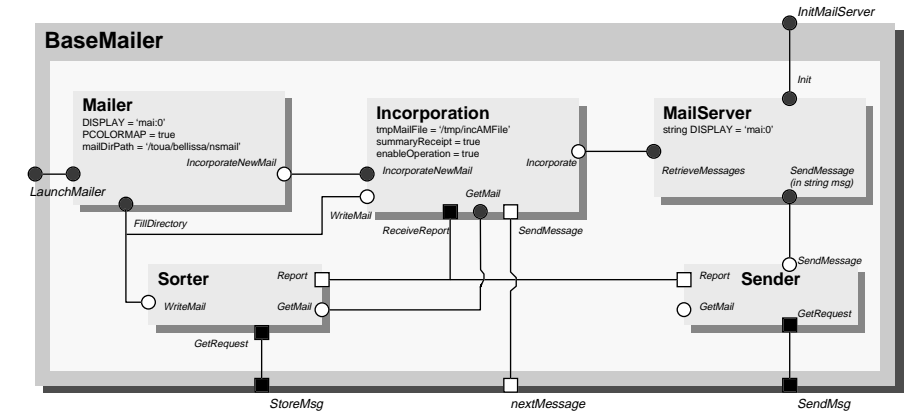 InitMailServer
BaseMailer
Init
Mailer
DISPLAY = 'mai:0'
PCOLORMAP = true
mailDirPath = '/toua/bellissa/nsmail'
IncorporateNewMail
LaunchMailer
FillDirectory
Incorporation
tmpMailFile = '/tmp/incAMFile'
summaryReceipt = true
enableOperation = true
IncorporateNewMail
Incorporate
GetMail
WriteMail
ReceiveReport
SendMessage
MailServer
string DISPLAY = 'mai:0'
RetrieveMessages
SendMessage
(in string msg)
Sorter
Report
WriteMail
GetMail
GetRequest
SendMessage
Report
Sender
GetMail
GetRequest
StoreMsg
nextMessage
SendMsg